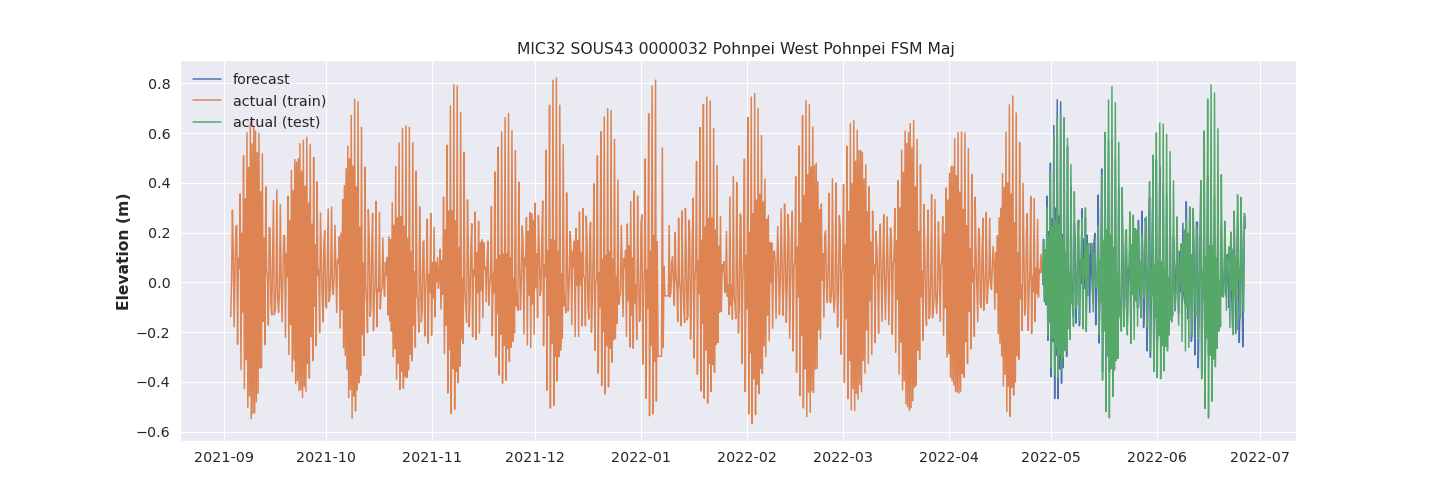 MIC32 SOUS43 0000032 Pohnpei West Pohnpei FSM Maj
forecast
actual (train)
actual (test)
Elevation (m)
0.8
0.6
0.4
0.2
0.0
−0.2
−0.4
−0.6
2021-09 2021-10 2021-11 2021-12 2022-01 2022-02 2022-03 2022-04 2022-05 2022-06 2022-07